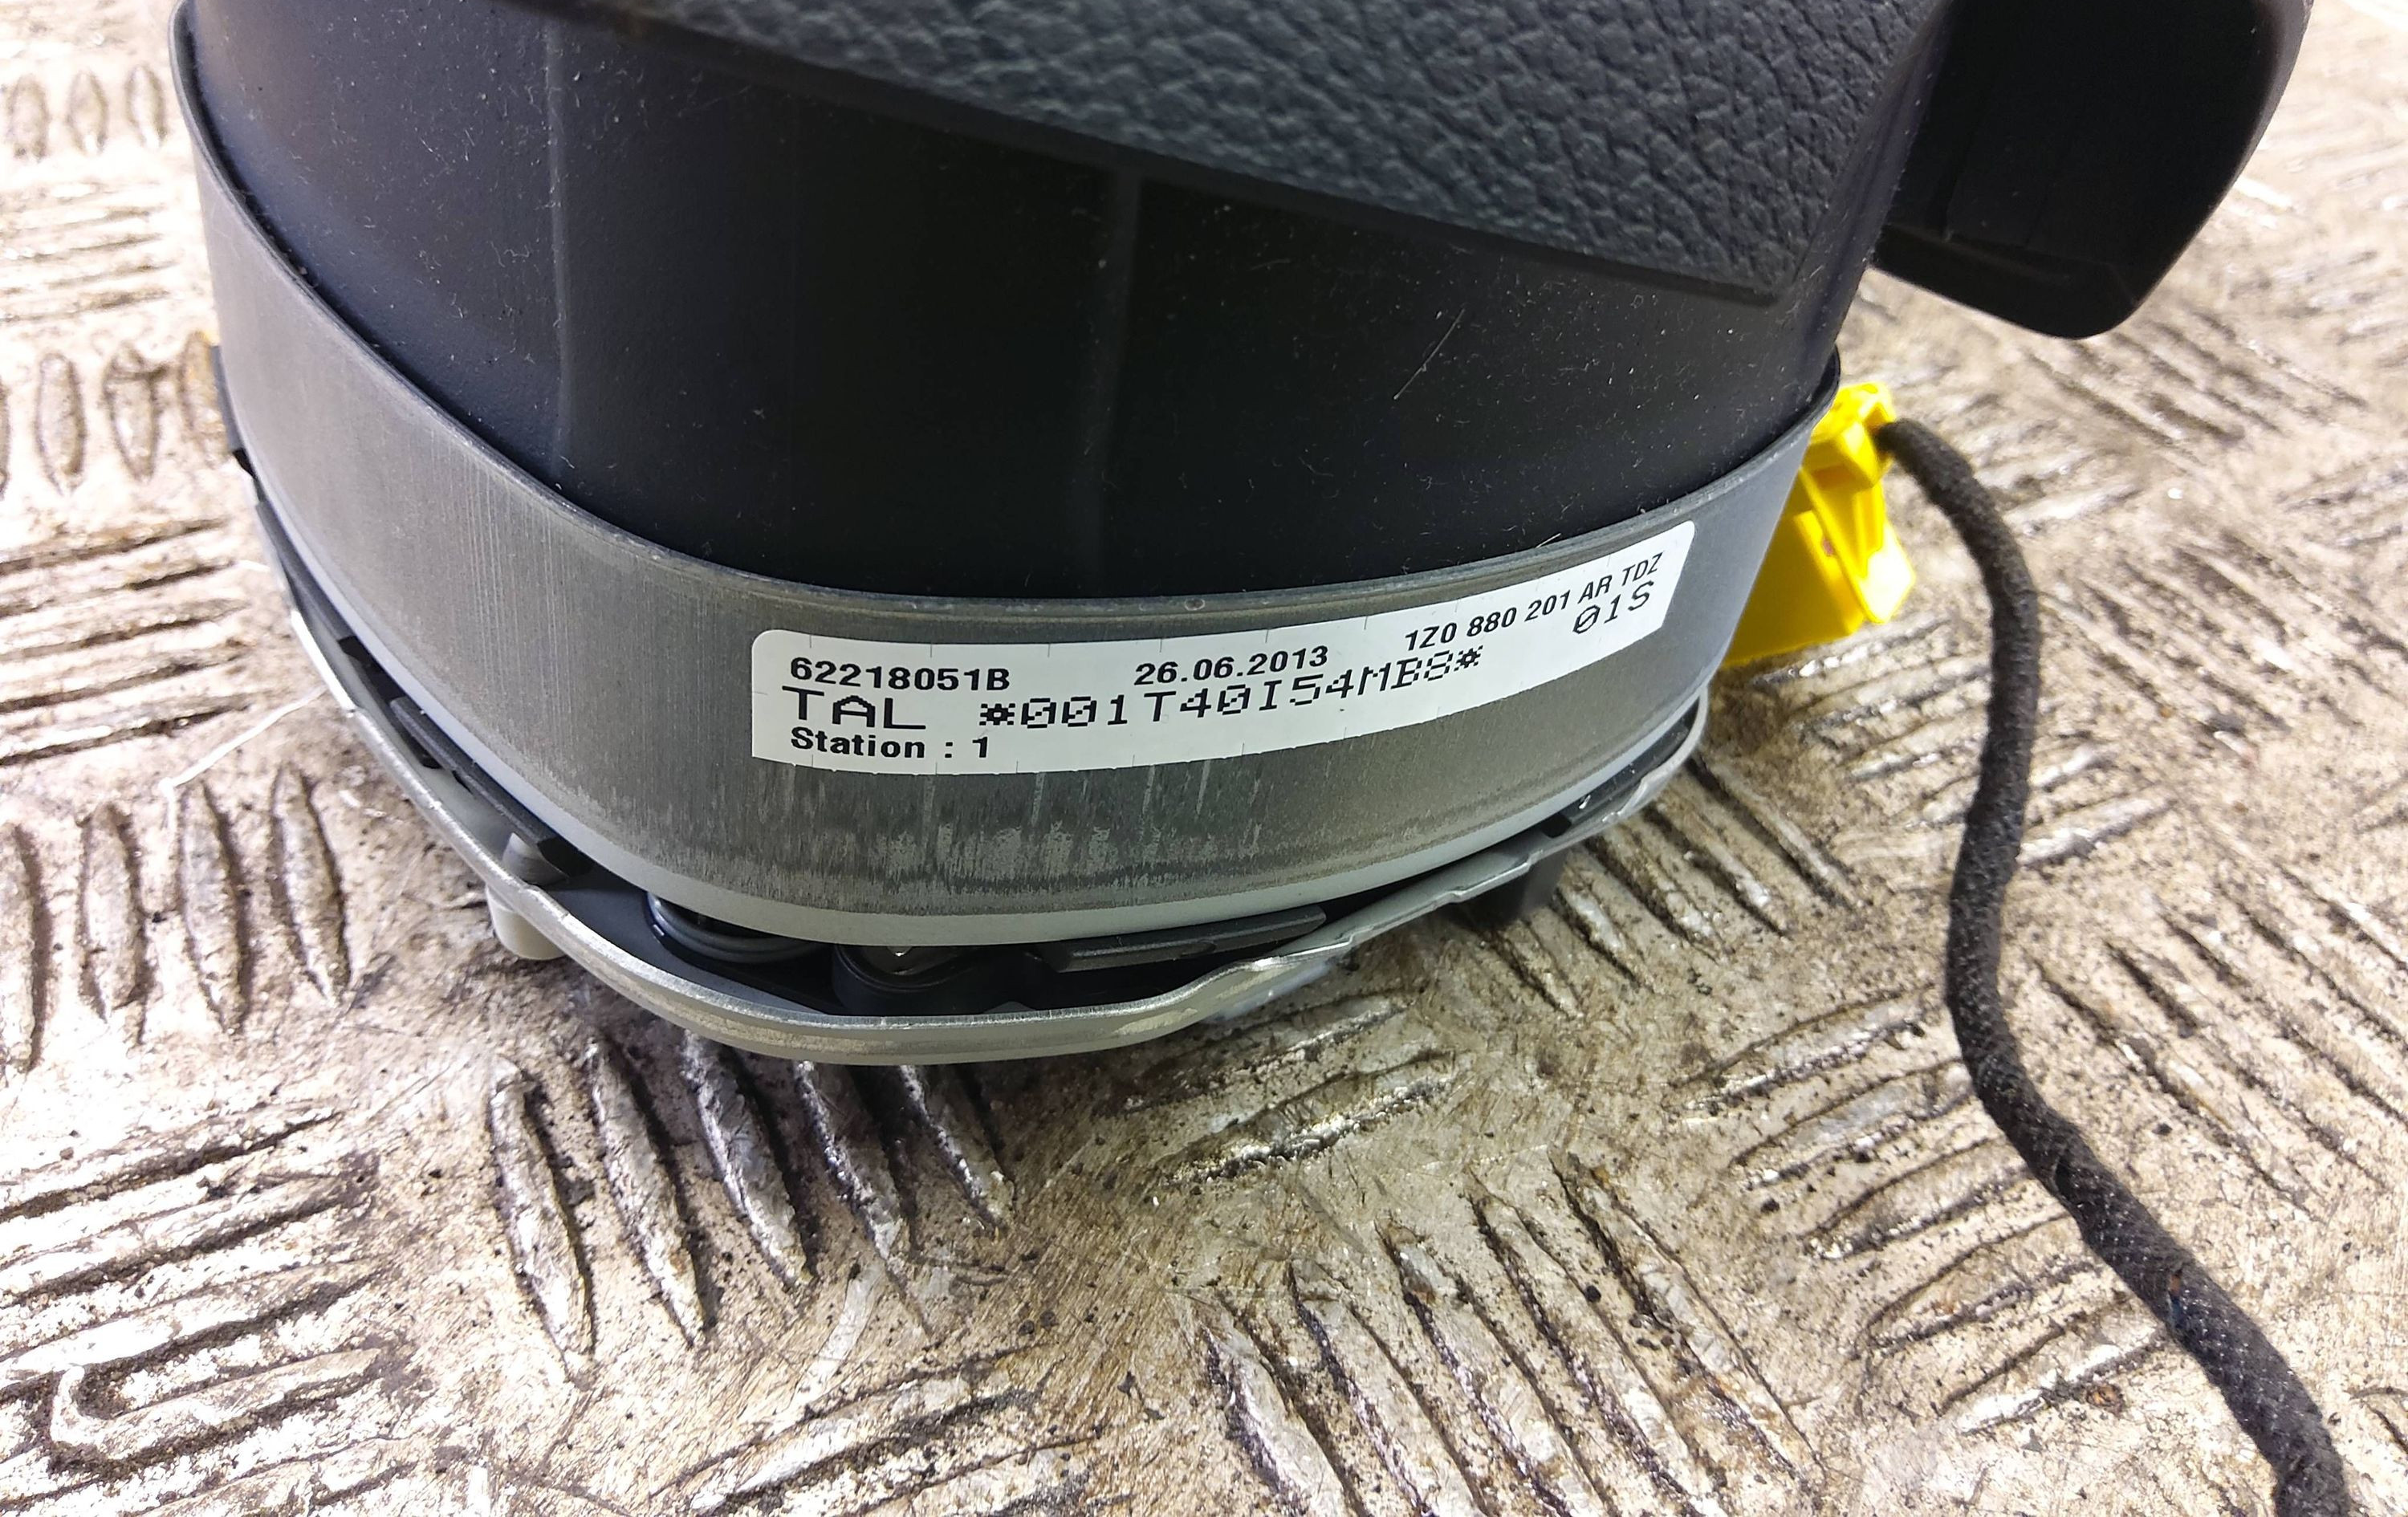 62218051B 26.06.2013 1Z0 880 201 AR TDZ
TAL *001T40I54MB8* 01S
Station : 1